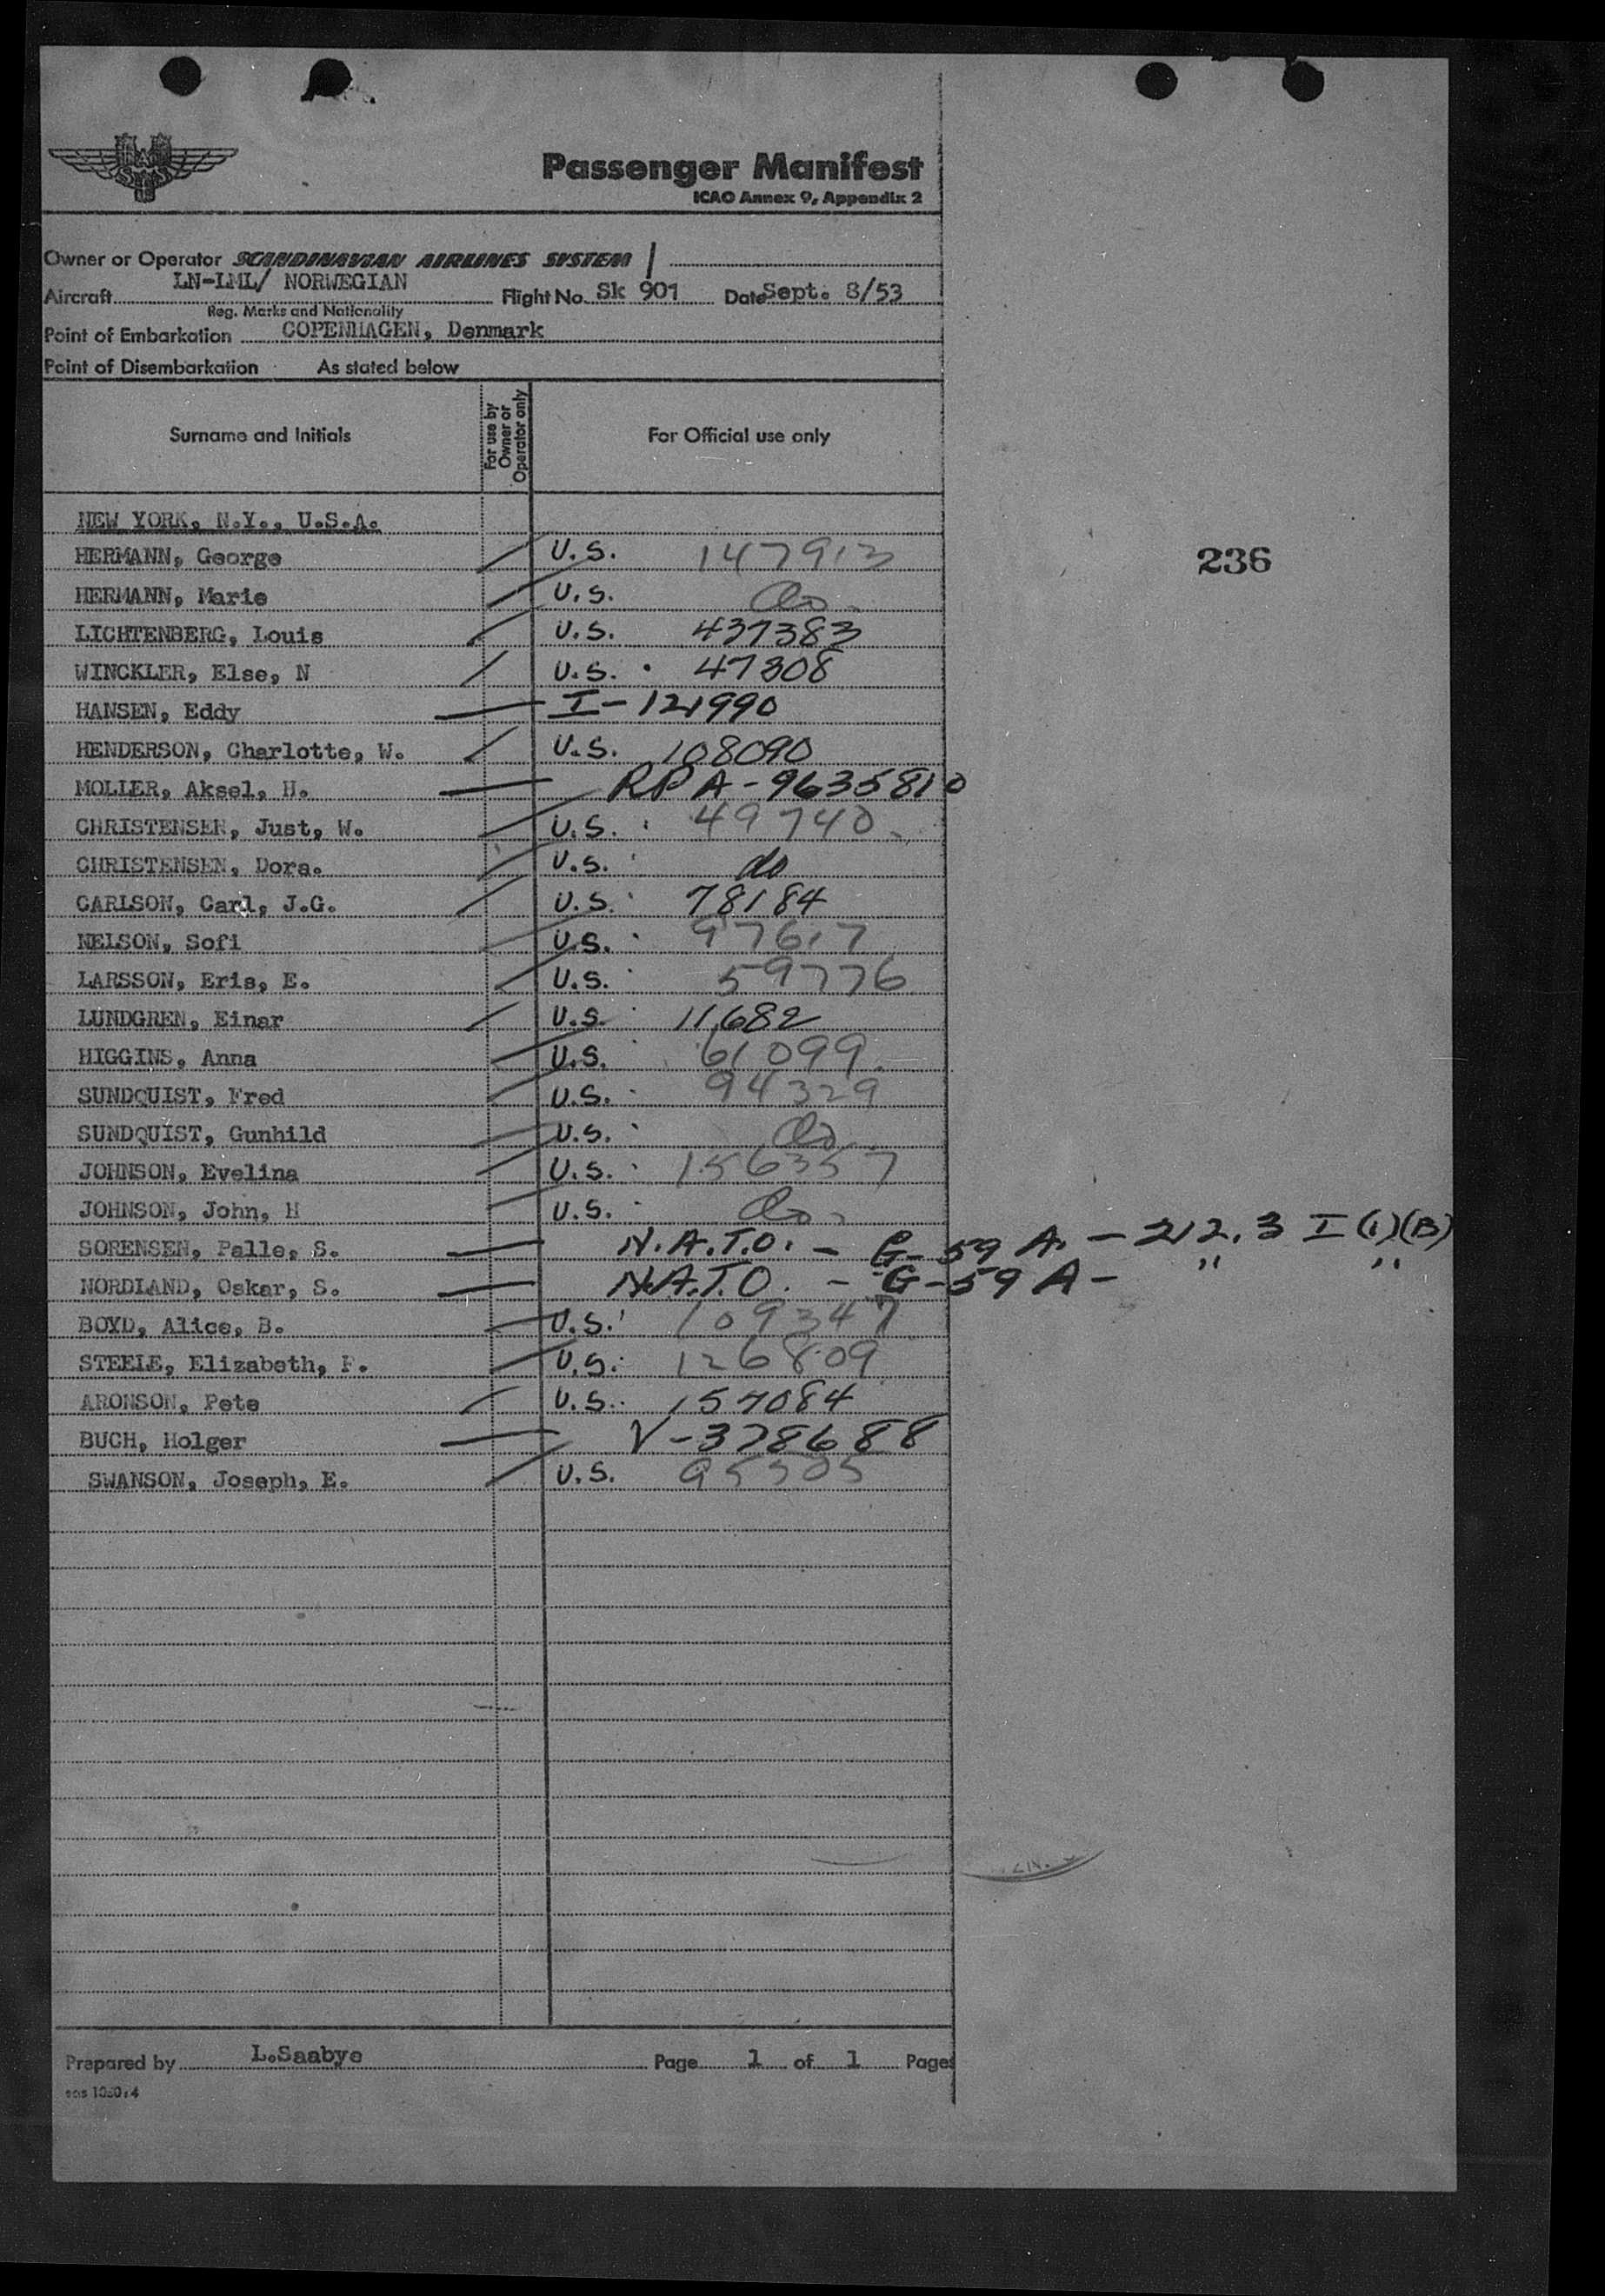 SAS
Passenger Manifest
ICAO Annex 9, Appendix 2
Owner or Operator SCANDINAVIAN AIRLINES SYSTEM
Aircraft LN-LML/ NORWEGIAN Flight No. Sk 901 Date Sept. 8/53
Reg. Marks and Nationality
Point of Embarkation COPENHAGEN, Denmark
Point of Disembarkation As stated below
Surname and Initials
For use by Owner or Operator only
For Official use only
NEW YORK, N.Y., U.S.A.
HERMANN, George U.S. 147913
236
HERMANN, Marie U.S. do.
LICHTENBERG, Louis U.S. 437383
WINCKLER, Else, N U.S. 47308
HANSEN, Eddy I-121990
HENDERSON, Charlotte, W. U.S. 108090
MOLLER, Aksel, H. RP A-9635810
CHRISTENSEN, Just, W. U.S. 49740
CHRISTENSEN, Dora. U.S. do
CARLSON, Carl, J.G. U.S. 78184
NELSON, Sofi U.S. 97617
LARSSON, Eris, E. U.S. 59776
LUNDGREN, Einar U.S. 11682
HIGGINS, Anna U.S. 61099
SUNDQUIST, Fred U.S. 94329
SUNDQUIST, Gunhild U.S. do
JOHNSON, Evelina U.S. 156357
JOHNSON, John, H U.S. do.
SORENSEN, Palle, S. N.A.T.O. - G-59 A. - 212.3 I (1)(B)
NORDLAND, Oskar, S. N.A.T.O. - G-59 A - " "
BOYD, Alice, B. U.S. 109347
STEELE, Elizabeth, F. U.S. 126809
ARONSON, Pete U.S. 157084
BUCH, Holger V-378688
SWANSON, Joseph, E. U.S. 95505
Prepared by L.Saabye Page 1 of 1 Pages